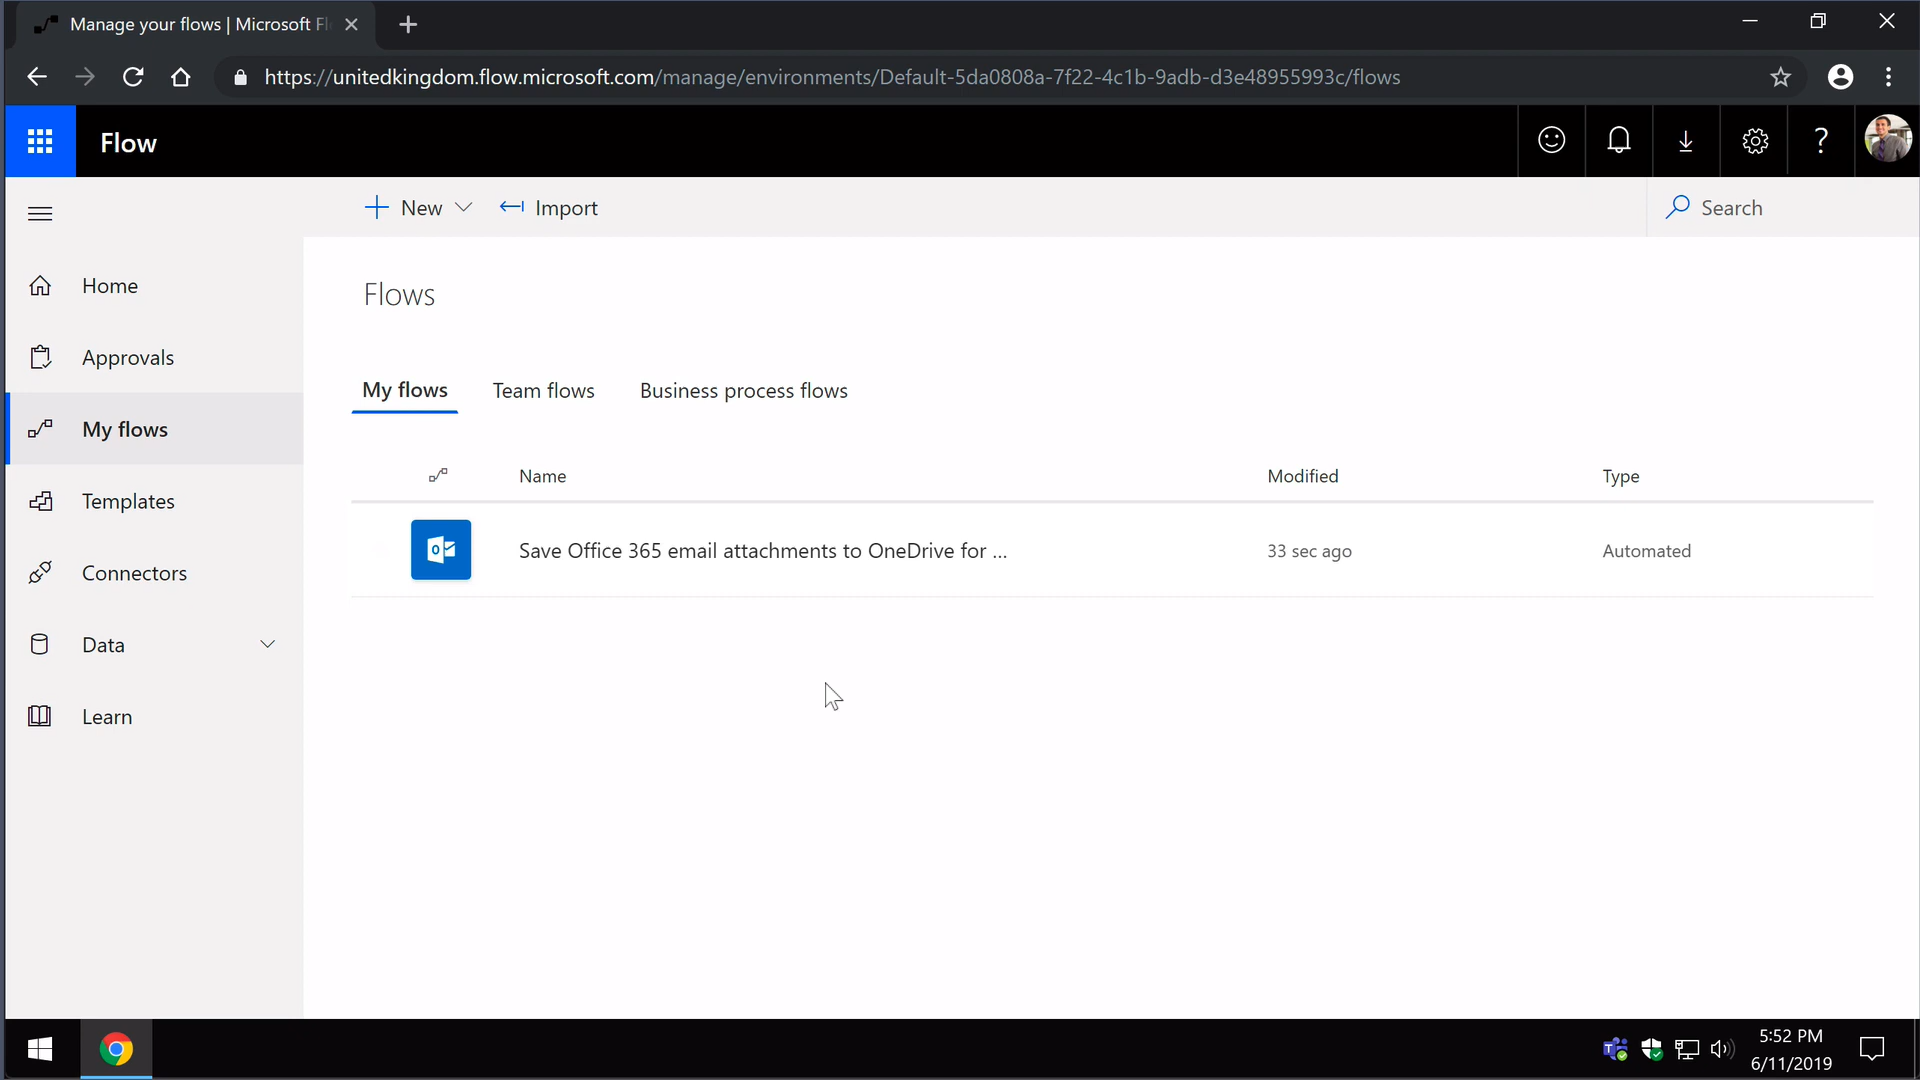 Manage your flows | Microsoft Fl
https://unitedkingdom.flow.microsoft.com/manage/environments/Default-5da0808a-7f22-4c1b-9adb-d3e48955993c/flows
Flow
New
Import
Search
Home
Approvals
My flows
Templates
Connectors
Data
Learn
Flows
My flows Team flows Business process flows
Name Modified Type
Save Office 365 email attachments to OneDrive for ... 33 sec ago Automated
5:52 PM
6/11/2019